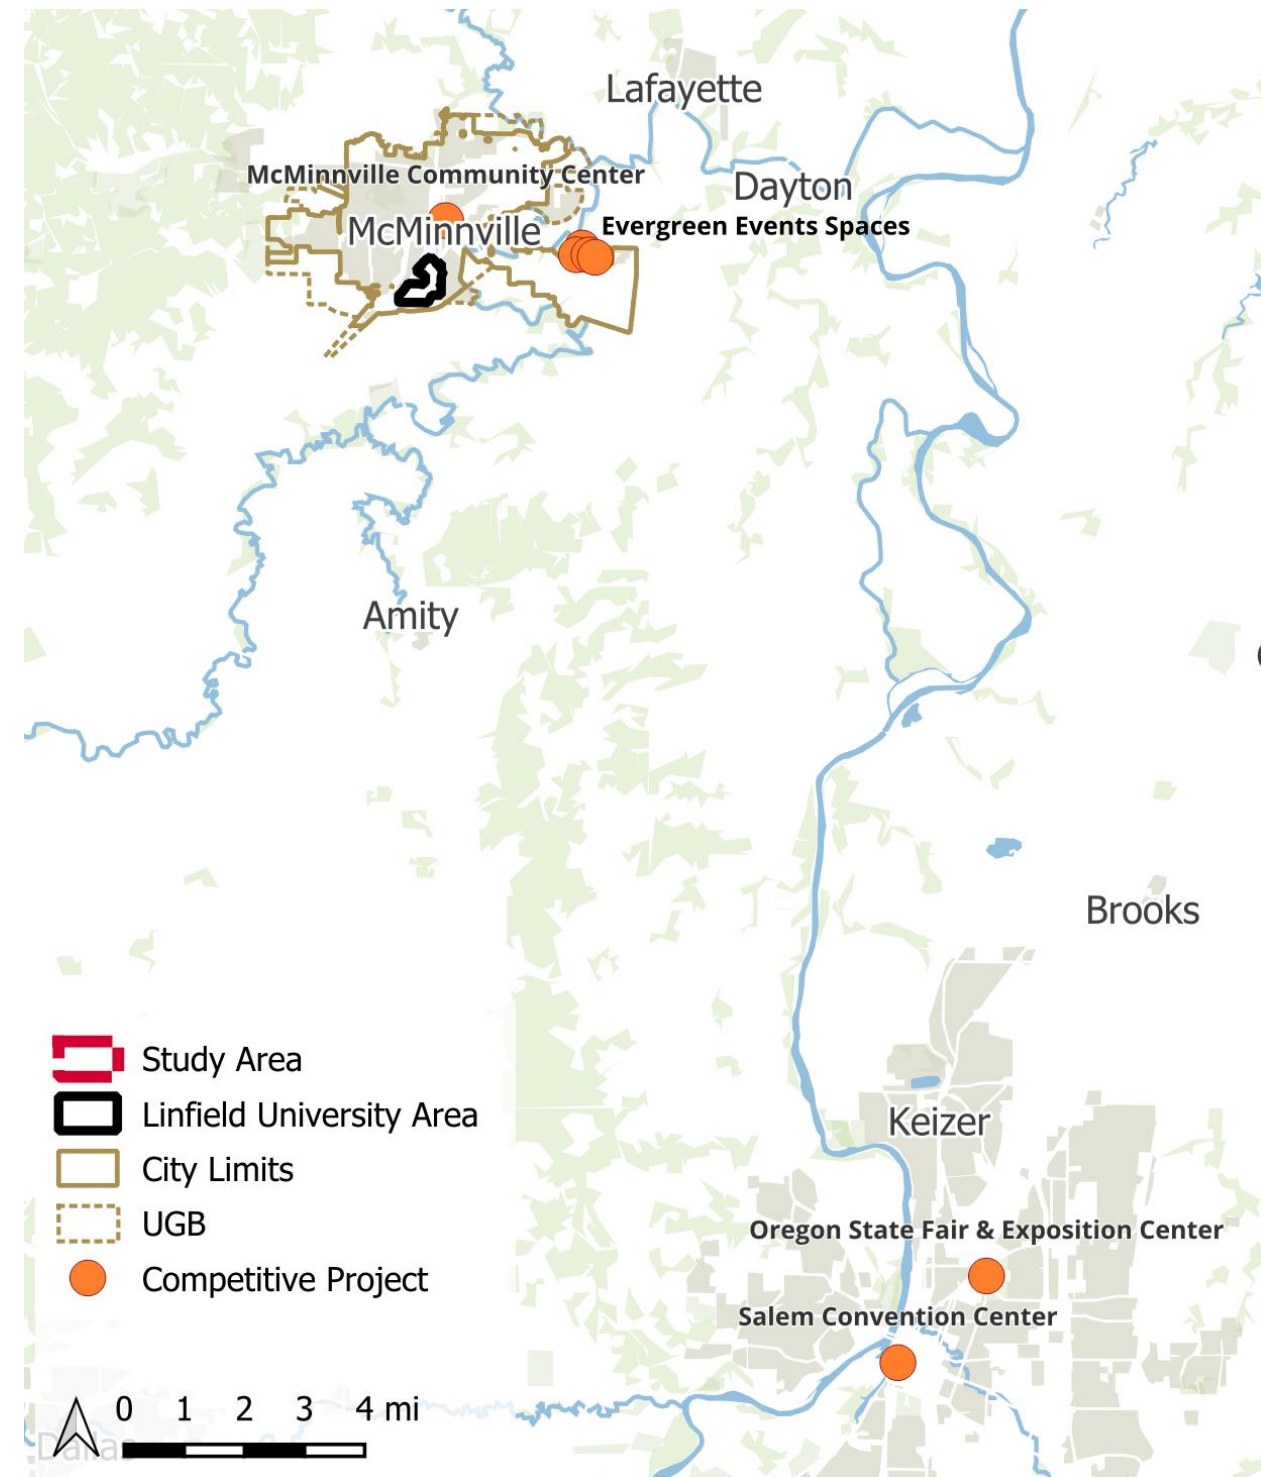 Lafayette
McMinnville Community Center
Dayton
Evergreen Events Spaces
McMinnville
Amity
Brooks
Keizer
Oregon State Fair & Exposition Center
Salem Convention Center
Study Area
Linfield University Area
City Limits
UGB
Competitive Project
0 1 2 3 4 mi
Dallas